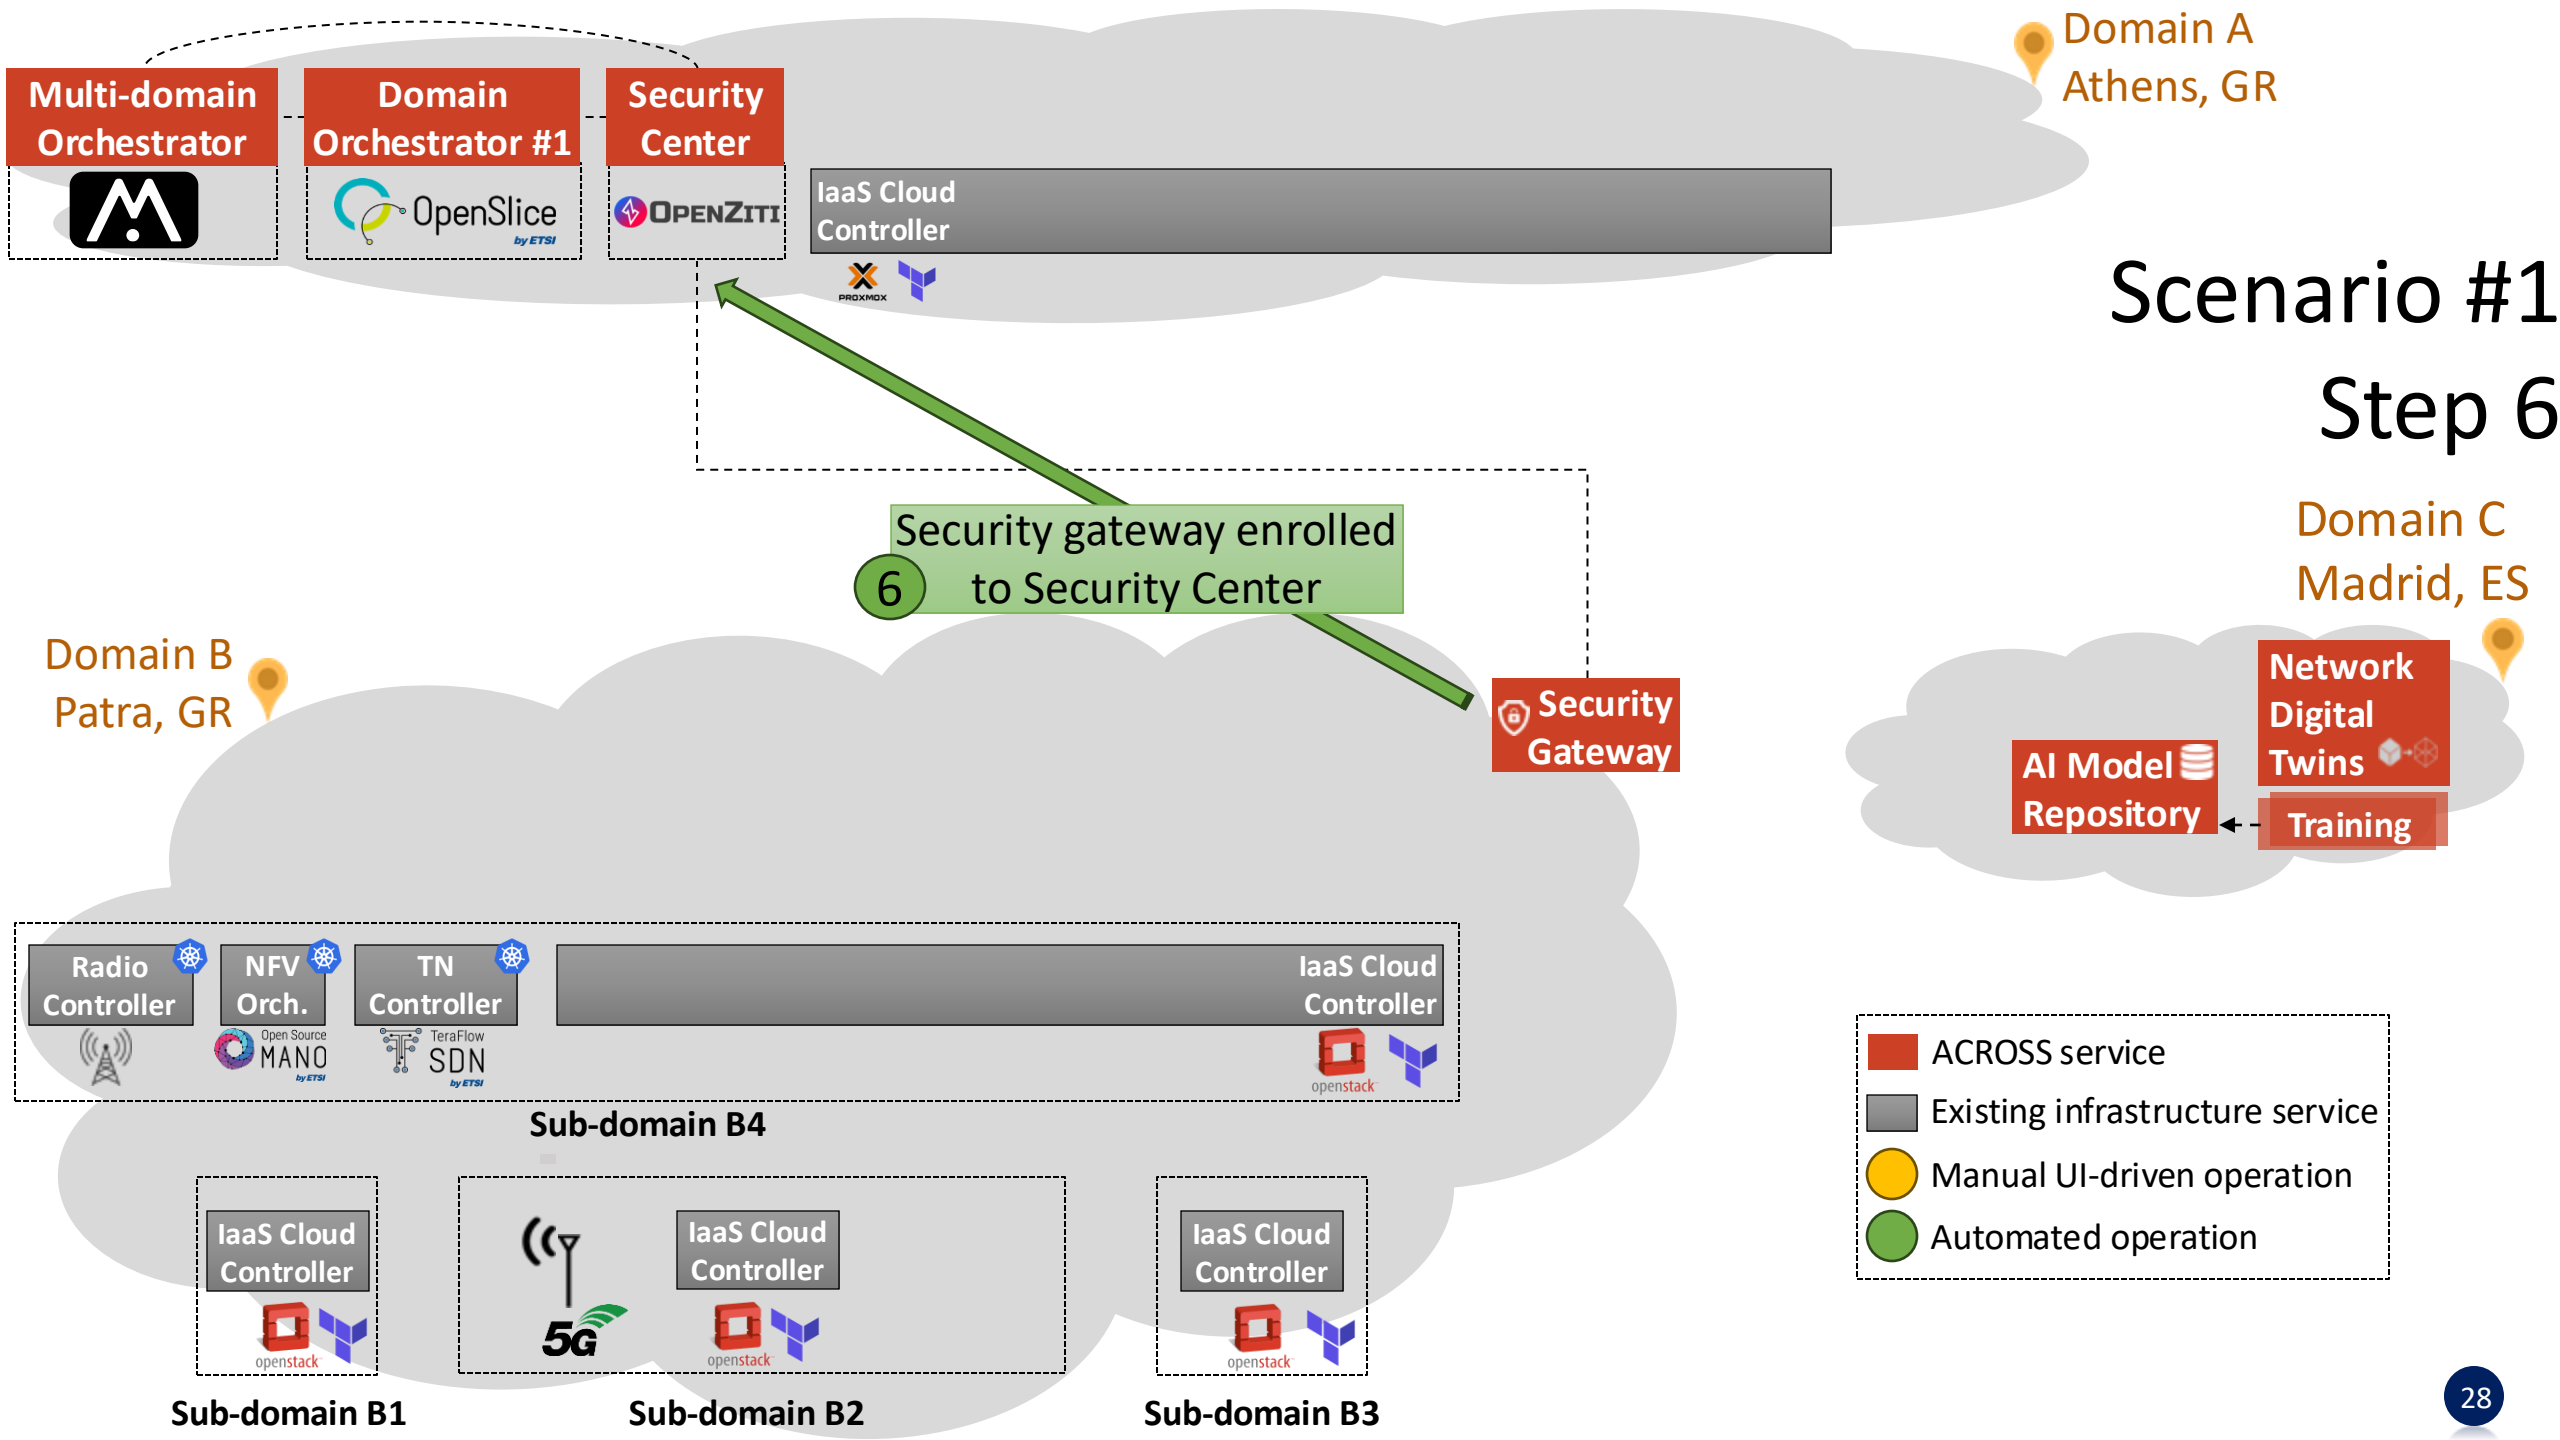 Domain A
Athens, GR
Multi-domain
Orchestrator
Domain
Orchestrator #1
Security
Center
OpenSlice
by ETSI
OPENZITI
IaaS Cloud
Controller
PROXMOX
Scenario #1
Step 6
Security gateway enrolled
to Security Center
6
Domain C
Madrid, ES
Domain B
Patra, GR
Security
Gateway
Network
Digital
Twins
AI Model
Repository
Training
Radio
Controller
NFV
Orch.
TN
Controller
IaaS Cloud
Controller
Open Source
MANO
by ETSI
TeraFlow
SDN
by ETSI
openstack
Sub-domain B4
ACROSS service
Existing infrastructure service
Manual UI-driven operation
Automated operation
IaaS Cloud
Controller
openstack
Sub-domain B1
5G
IaaS Cloud
Controller
openstack
Sub-domain B2
IaaS Cloud
Controller
openstack
Sub-domain B3
28